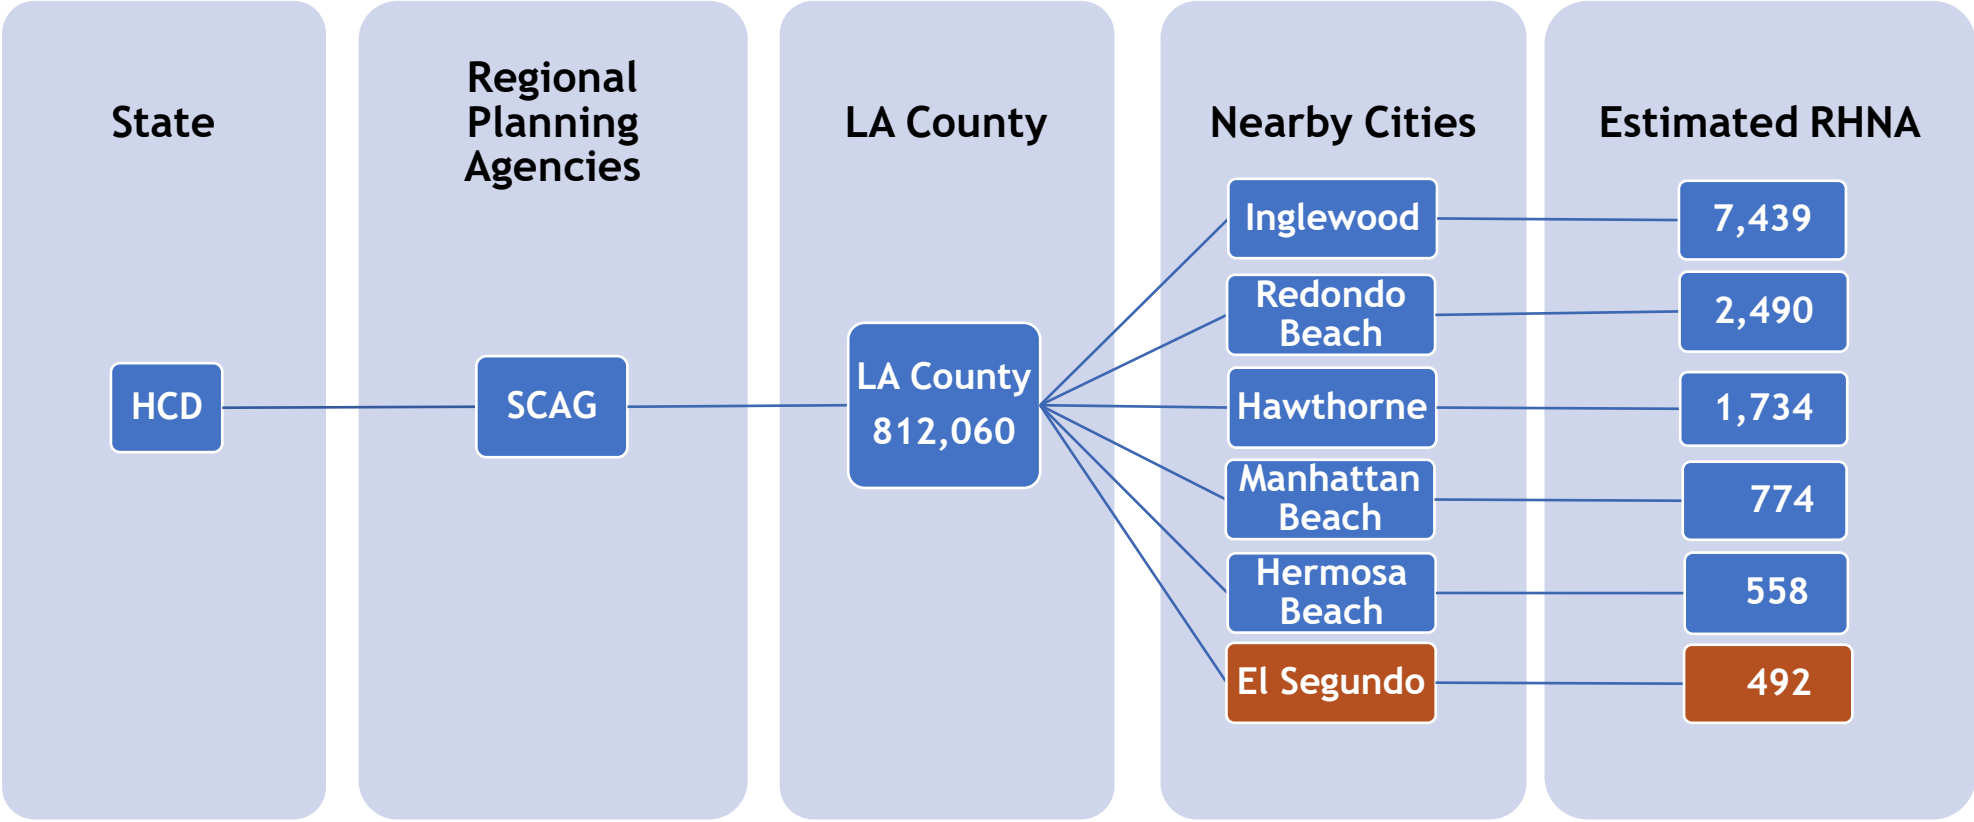 State
Regional
Planning
Agencies
LA County
Nearby Cities
Estimated RHNA
HCD
SCAG
LA County
812,060
Inglewood
7,439
Redondo
Beach
2,490
Hawthorne
1,734
Manhattan
Beach
774
Hermosa
Beach
558
El Segundo
492